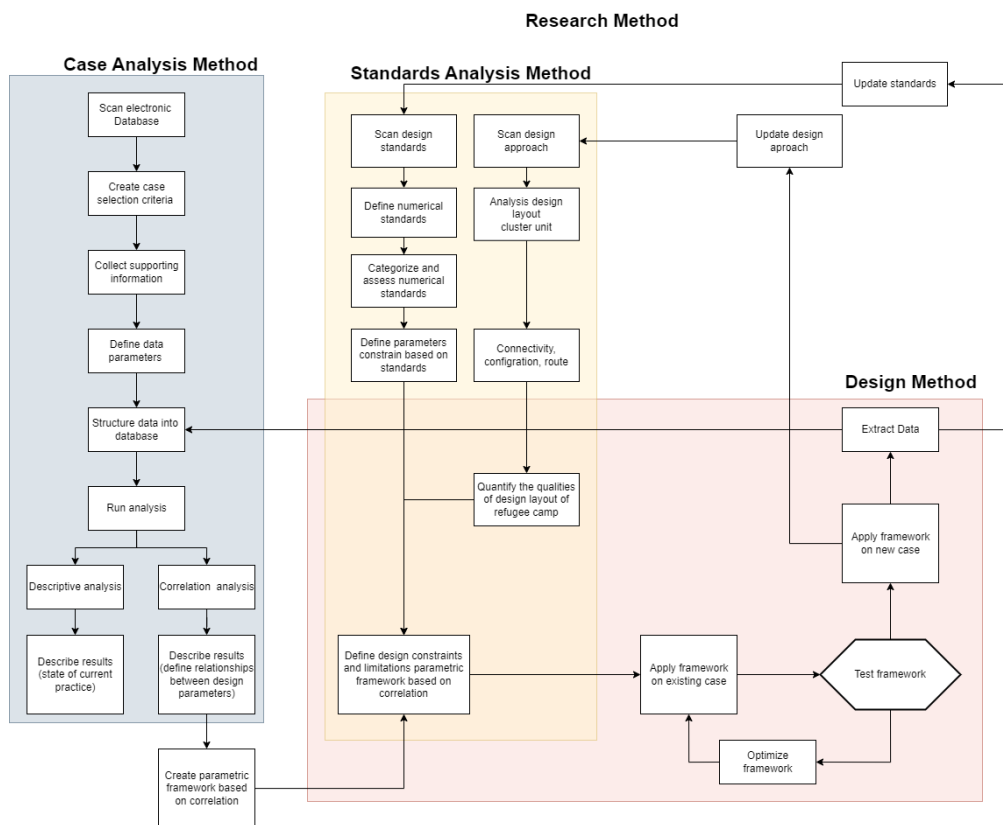 Research Method
Case Analysis Method
Scan electronic
Database
Create case
selection criteria
Collect supporting
information
Define data
parameters
Structure data into
database
Run analysis
Descriptive analysis
Correlation analysis
Describe results
(state of current
practice)
Describe results
(define relationships
between design
parameters)
Create parametric
framework based
on correlation
Standards Analysis Method
Scan design
standards
Define numerical
standards
Categorize and
assess numerical
standards
Define parameters
constrain based on
standards
Scan design
approach
Analysis design
layout
cluster unit
Connectivity,
configration, route
Quantify the qualities
of design layout of
refugee camp
Define design constraints
and limitations parametric
framework based on
correlation
Update standards
Update design
aproach
Design Method
Extract Data
Apply framework
on new case
Apply framework
on existing case
Test framework
Optimize
framework